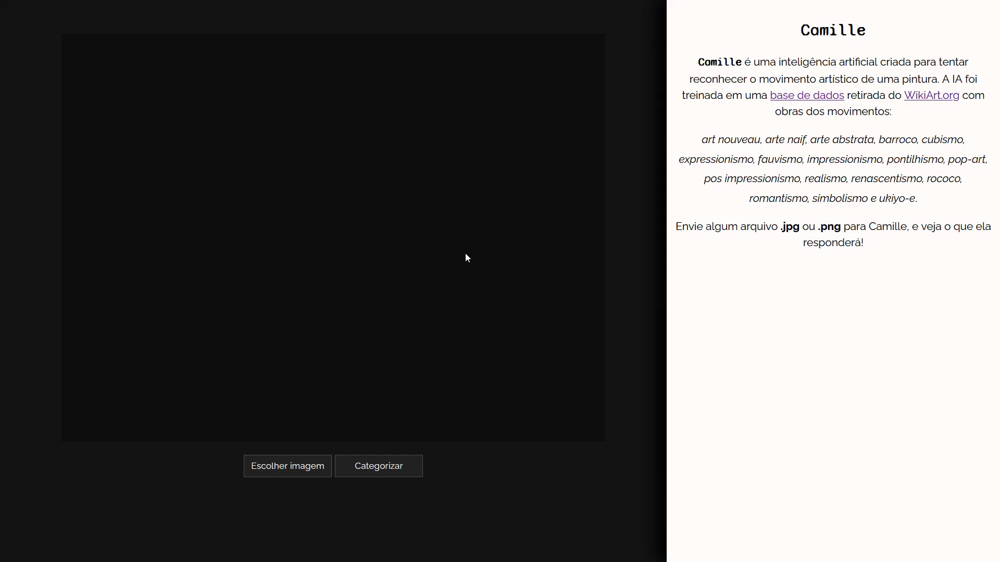 Camille
Camille é uma inteligência artificial criada para tentar
reconhecer o movimento artístico de uma pintura. A IA foi
treinada em uma base de dados retirada do WikiArt.org com
obras dos movimentos:
art nouveau, arte naif, arte abstrata, barroco, cubismo,
expressionismo, fauvismo, impressionismo, pontilhismo, pop-art,
pos impressionismo, realismo, renascentismo, rococo,
romantismo, simbolismo e ukiyo-e.
Envie algum arquivo .jpg ou .png para Camille, e veja o que ela
responderá!
Escolher imagem
Categorizar